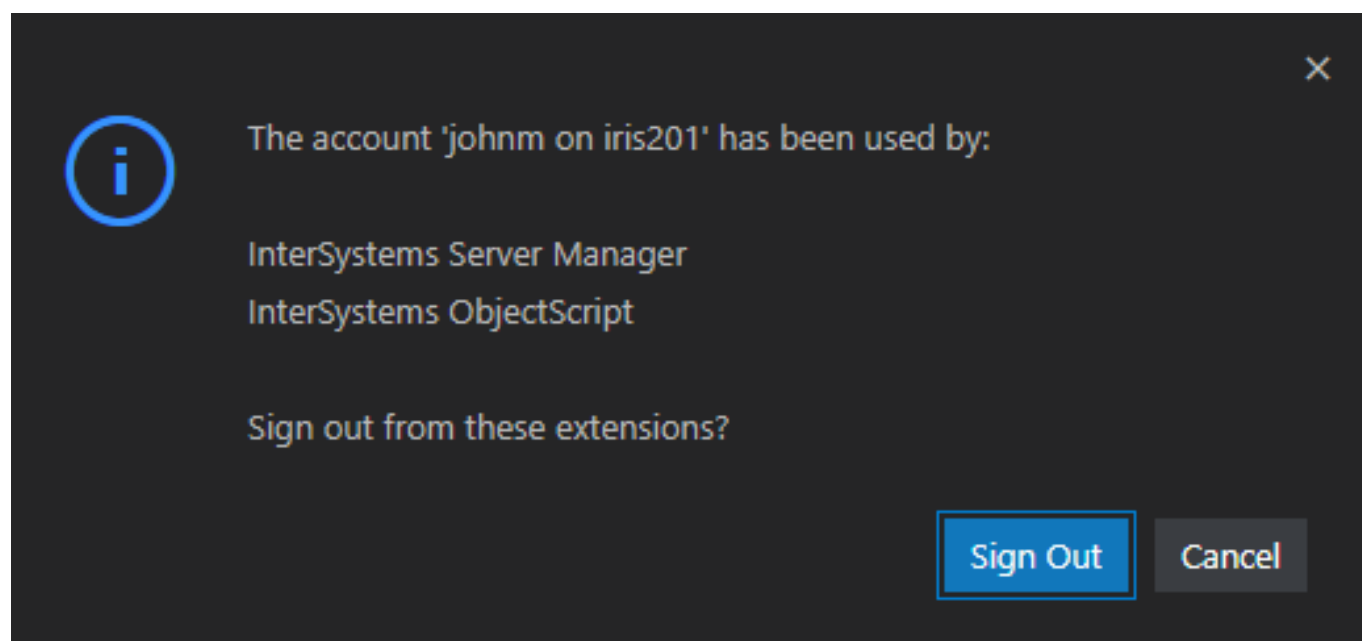 The account 'johnm on iris201' has been used by:
InterSystems Server Manager
InterSystems ObjectScript
Sign out from these extensions?
Sign Out
Cancel